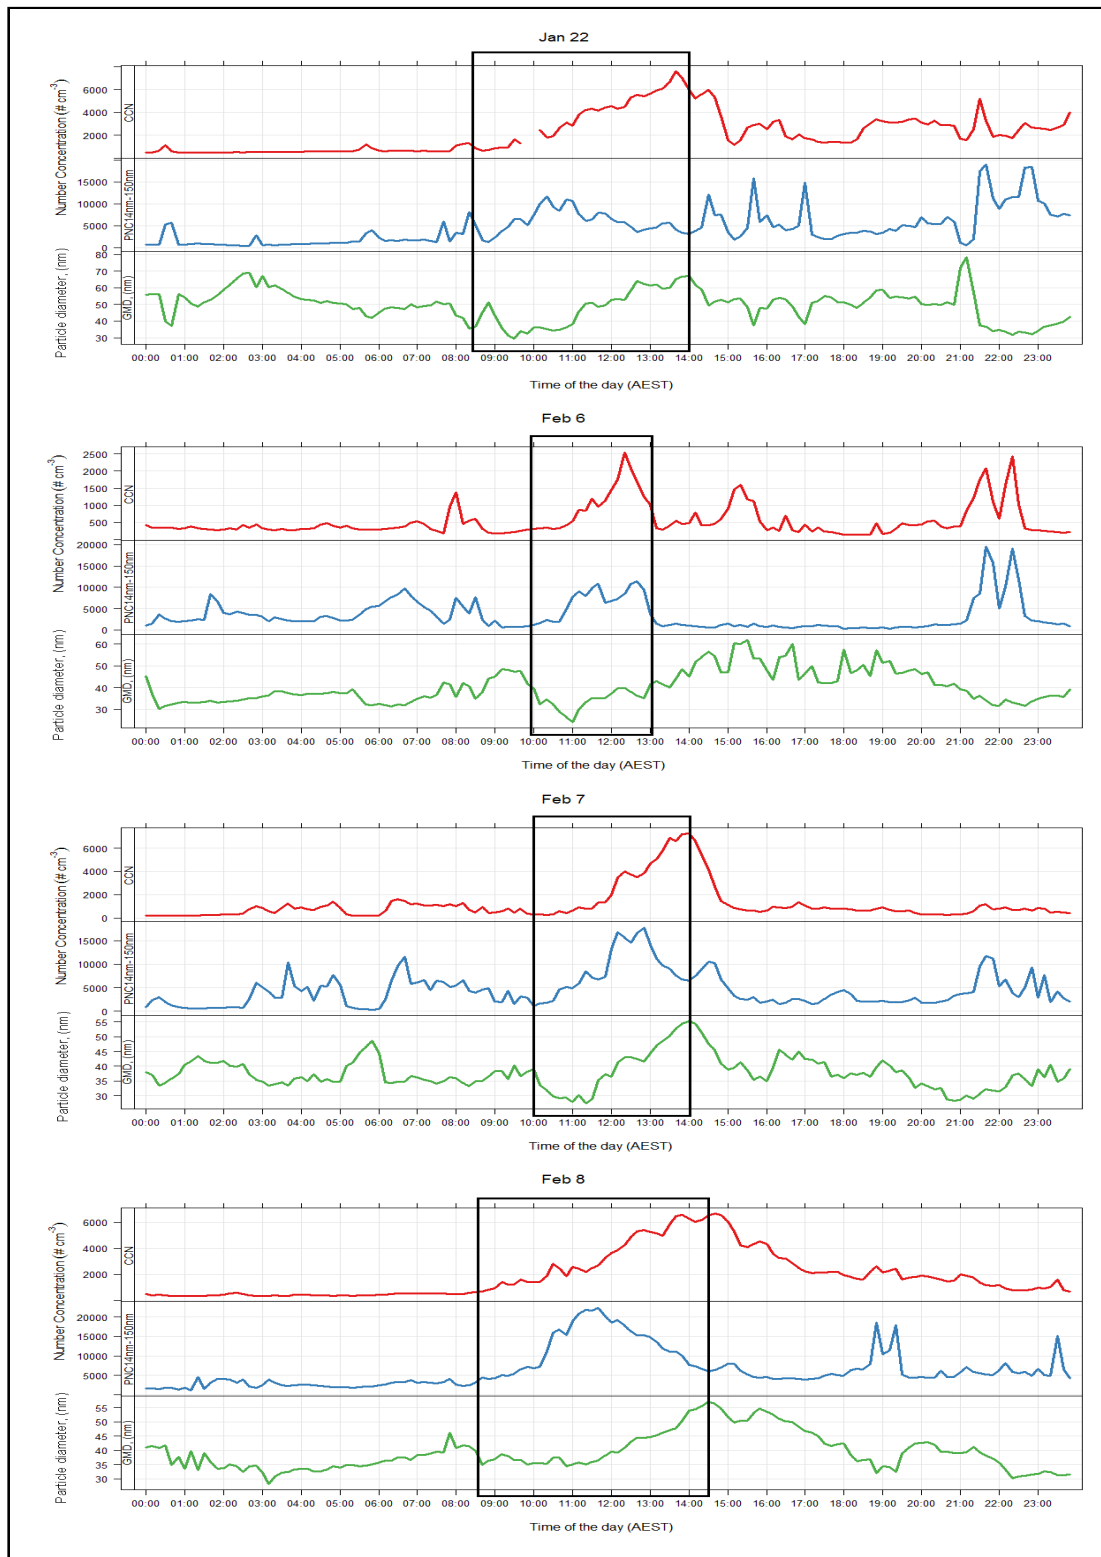 Jan 22
Number Concentration (# cm-3)
CCN
6000
4000
2000
PNC14nm-150nm
15000
10000
5000
0
Particle diameter, (nm)
GMD, (nm)
80
70
60
50
40
30
00:00 01:00 02:00 03:00 04:00 05:00 06:00 07:00 08:00 09:00 10:00 11:00 12:00 13:00 14:00 15:00 16:00 17:00 18:00 19:00 20:00 21:00 22:00 23:00
Time of the day (AEST)
Feb 6
Number Concentration (# cm-3)
CCN
2500
2000
1500
1000
500
PNC14nm-150nm
20000
15000
10000
5000
0
Particle diameter, (nm)
GMD, (nm)
60
50
40
30
00:00 01:00 02:00 03:00 04:00 05:00 06:00 07:00 08:00 09:00 10:00 11:00 12:00 13:00 14:00 15:00 16:00 17:00 18:00 19:00 20:00 21:00 22:00 23:00
Time of the day (AEST)
Feb 7
Number Concentration (# cm-3)
CCN
6000
4000
2000
0
PNC14nm-150nm
15000
10000
5000
0
Particle diameter, (nm)
GMD, (nm)
55
50
45
40
35
30
00:00 01:00 02:00 03:00 04:00 05:00 06:00 07:00 08:00 09:00 10:00 11:00 12:00 13:00 14:00 15:00 16:00 17:00 18:00 19:00 20:00 21:00 22:00 23:00
Time of the day (AEST)
Feb 8
Number Concentration (# cm-3)
CCN
6000
4000
2000
PNC14nm-150nm
20000
15000
10000
5000
Particle diameter, (nm)
GMD, (nm)
55
50
45
40
35
30
00:00 01:00 02:00 03:00 04:00 05:00 06:00 07:00 08:00 09:00 10:00 11:00 12:00 13:00 14:00 15:00 16:00 17:00 18:00 19:00 20:00 21:00 22:00 23:00
Time of the day (AEST)